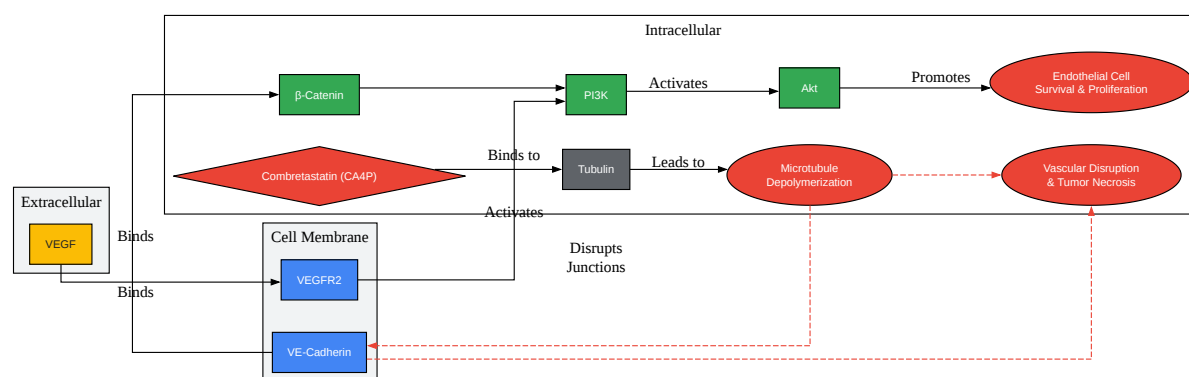 Intracellular
β-Catenin
PI3K
Activates
Akt
Promotes
Endothelial Cell
Survival & Proliferation
Combretastatin (CA4P)
Binds to
Tubulin
Leads to
Microtubule
Depolymerization
Vascular Disruption
& Tumor Necrosis
Extracellular
VEGF
Binds
Activates
Cell Membrane
VEGFR2
Disrupts
Junctions
Binds
VE-Cadherin